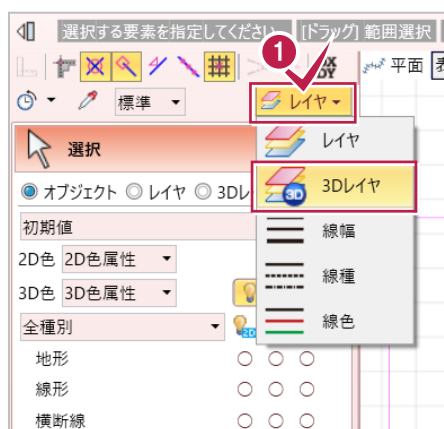 選択する要素を指定してください [ドラッグ] 範囲選択
1
平面
標準
レイヤ
選択
レイヤ
オブジェクト レイヤ 3Dレ
3Dレイヤ
初期値
線幅
2D色 2D色属性
線種
3D色 3D色属性
全種別
線色
地形
線形
横断線